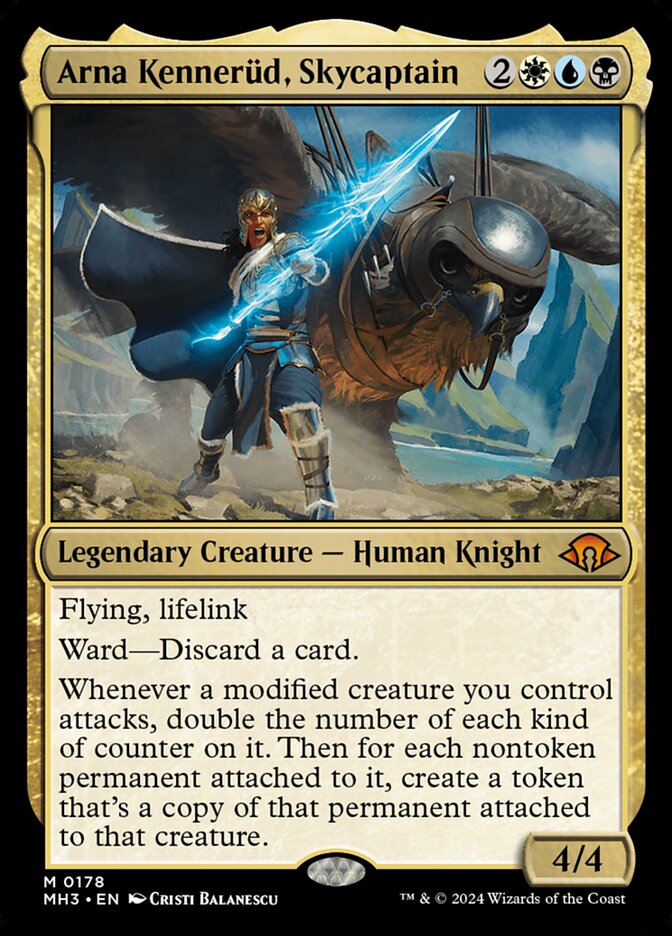 Arna Kennerüd, Skycaptain 2
Legendary Creature — Human Knight
Flying, lifelink
Ward—Discard a card.
Whenever a modified creature you control
attacks, double the number of each kind
of counter on it. Then for each nontoken
permanent attached to it, create a token
that's a copy of that permanent attached
to that creature.
4/4
M 0178
MH3 • EN Cristi Balanescu
™ & © 2024 Wizards of the Coast